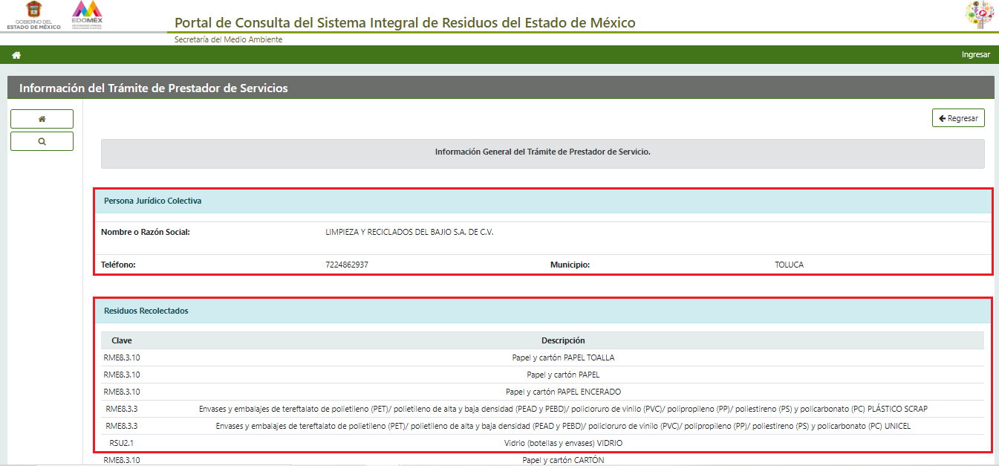 GOBIERNO DEL
ESTADO DE MÉXICO
EDOMÉX
Portal de Consulta del Sistema Integral de Residuos del Estado de México
Secretaría del Medio Ambiente
Ingresar
Información del Trámite de Prestador de Servicios
Regresar
Información General del Trámite de Prestador de Servicio.
Persona Jurídico Colectiva
Nombre o Razón Social: LIMPIEZA Y RECICLADOS DEL BAJIO S.A. DE C.V.
Teléfono: 7224862937 Municipio: TOLUCA
Residuos Recolectados
Clave Descripción
RME8.3.10 Papel y cartón PAPEL TOALLA
RME8.3.10 Papel y cartón PAPEL
RME8.3.10 Papel y cartón PAPEL ENCERADO
RME8.3.3 Envases y embalajes de tereftalato de polietileno (PET)/ polietileno de alta y baja densidad (PEAD y PEBD)/ policloruro de vinilo (PVC)/ polipropileno (PP)/ poliestireno (PS) y policarbonato (PC) PLÁSTICO SCRAP
RME8.3.3 Envases y embalajes de tereftalato de polietileno (PET)/ polietileno de alta y baja densidad (PEAD y PEBD)/ policloruro de vinilo (PVC)/ polipropileno (PP)/ poliestireno (PS) y policarbonato (PC) UNICEL
RSU2.1 Vidrio (botellas y envases) VIDRIO
RME8.3.10 Papel y cartón CARTÓN